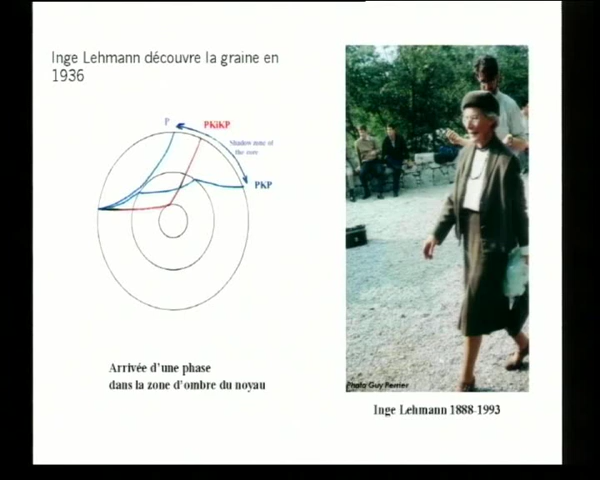 Inge Lehmann découvre la graine en
1936
P
PKiKP
Shadow zone of
the core
PKP
Arrivée d'une phase
dans la zone d'ombre du noyau
Photo Guy Perrier
Inge Lehmann 1888-1993